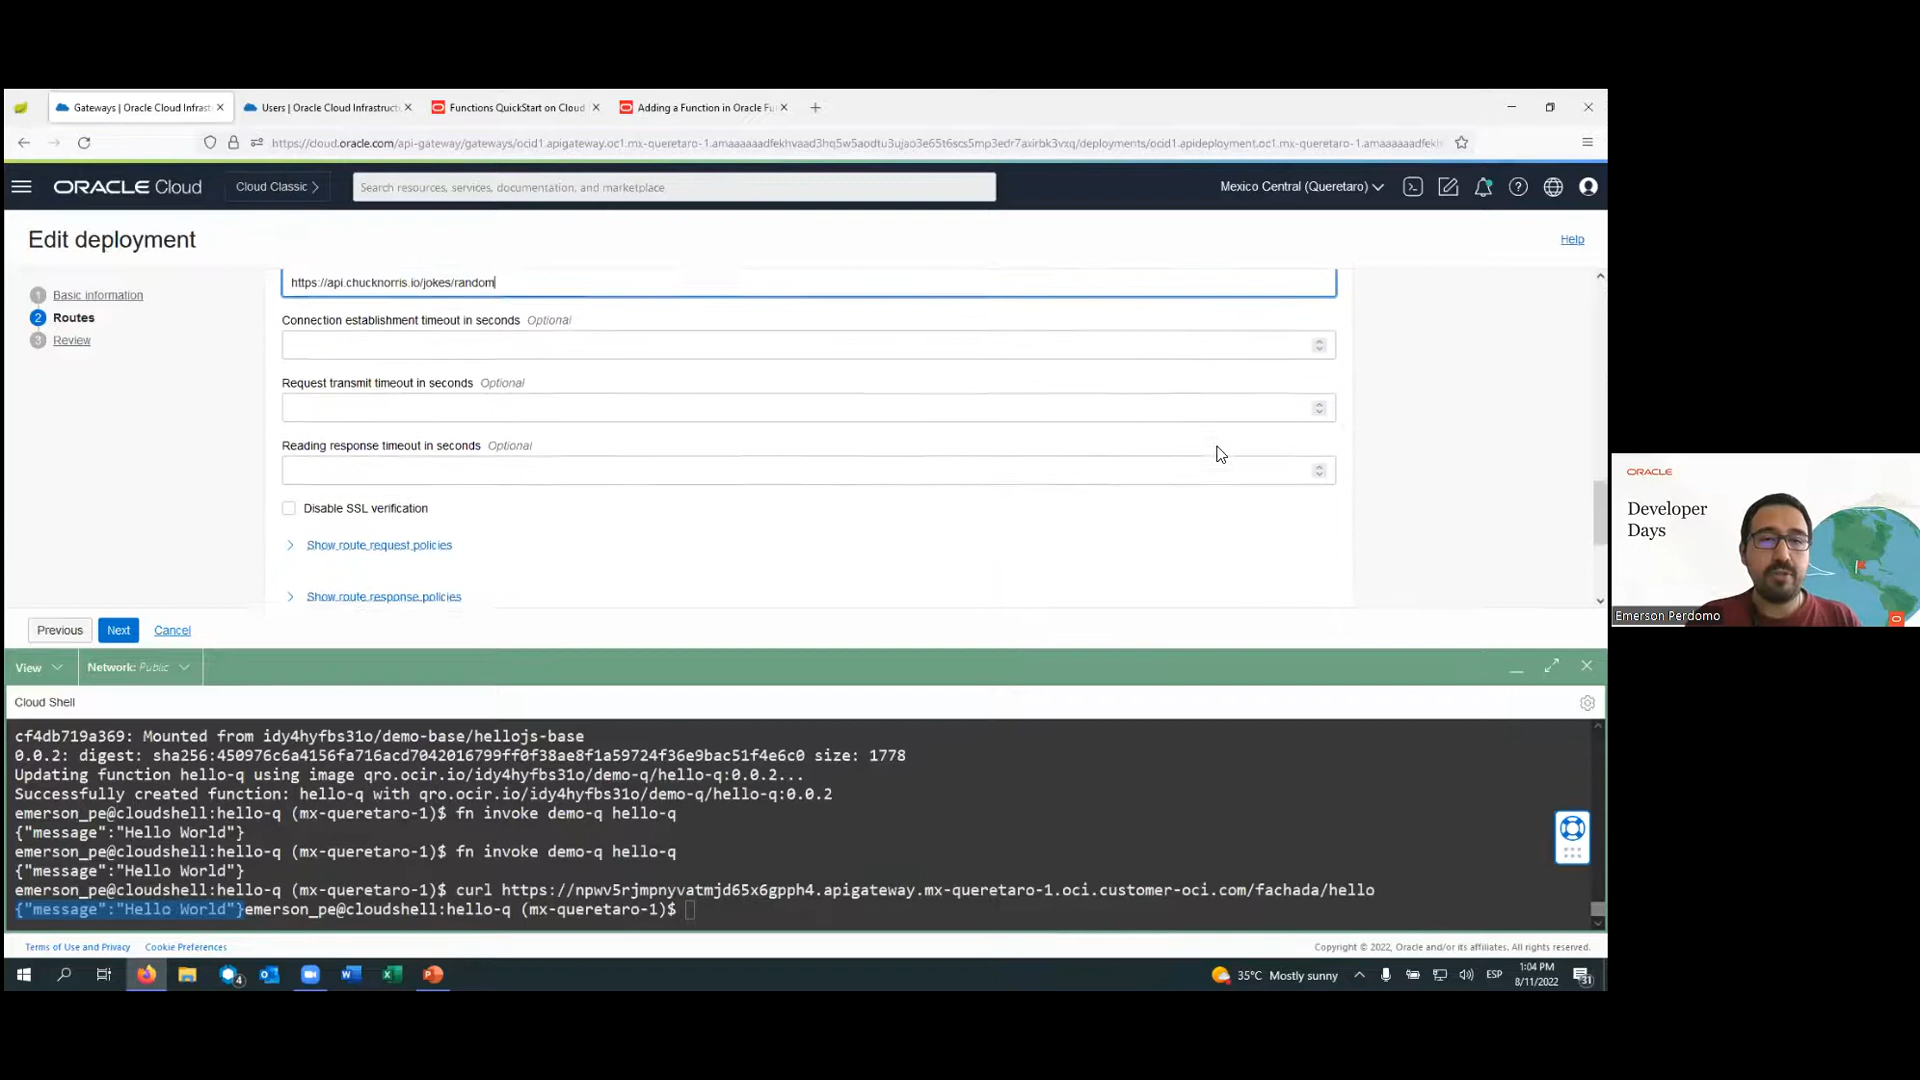 Gateways | Oracle Cloud Infrast
Users | Oracle Cloud Infrastructu
Functions QuickStart on Cloud
Adding a Function in Oracle Fu
https://cloud.oracle.com/api-gateway/gateways/ocid1.apigateway.oc1.mx-queretaro-1.amaaaaaadfekhvaad3hq5w5aodtu3ujao3e65t6scs5mp3edr7axirbk3vxq/deployments/ocid1.apideployment.oc1.mx-queretaro-1.amaaaaaadfekh
ORACLE Cloud
Cloud Classic
Search resources, services, documentation, and marketplace
Mexico Central (Queretaro)
Edit deployment
Help
1 Basic information
2 Routes
3 Review
https://api.chucknorris.io/jokes/random
Connection establishment timeout in seconds Optional
Request transmit timeout in seconds Optional
Reading response timeout in seconds Optional
Disable SSL verification
Show route request policies
Show route response policies
Previous
Next
Cancel
View
Network: Public
Cloud Shell
cf4db719a369: Mounted from idy4hyfbs31o/demo-base/hellojs-base
0.0.2: digest: sha256:450976c6a4156fa716acd7042016799ff0f38ae8f1a59724f36e9bac51f4e6c0 size: 1778
Updating function hello-q using image qro.ocir.io/idy4hyfbs31o/demo-q/hello-q:0.0.2...
Successfully created function: hello-q with qro.ocir.io/idy4hyfbs31o/demo-q/hello-q:0.0.2
emerson_pe@cloudshell:hello-q (mx-queretaro-1)$ fn invoke demo-q hello-q
{"message":"Hello World"}
emerson_pe@cloudshell:hello-q (mx-queretaro-1)$ fn invoke demo-q hello-q
{"message":"Hello World"}
emerson_pe@cloudshell:hello-q (mx-queretaro-1)$ curl https://npwv5rjmpnyvatmjd65x6gpph4.apigateway.mx-queretaro-1.oci.customer-oci.com/fachada/hello
{"message":"Hello World"}emerson_pe@cloudshell:hello-q (mx-queretaro-1)$
Terms of Use and Privacy
Cookie Preferences
Copyright © 2022, Oracle and/or its affiliates. All rights reserved.
4
35°C Mostly sunny
ESP
1:04 PM
8/11/2022
31
ORACLE
Developer
Days
Emerson Perdomo